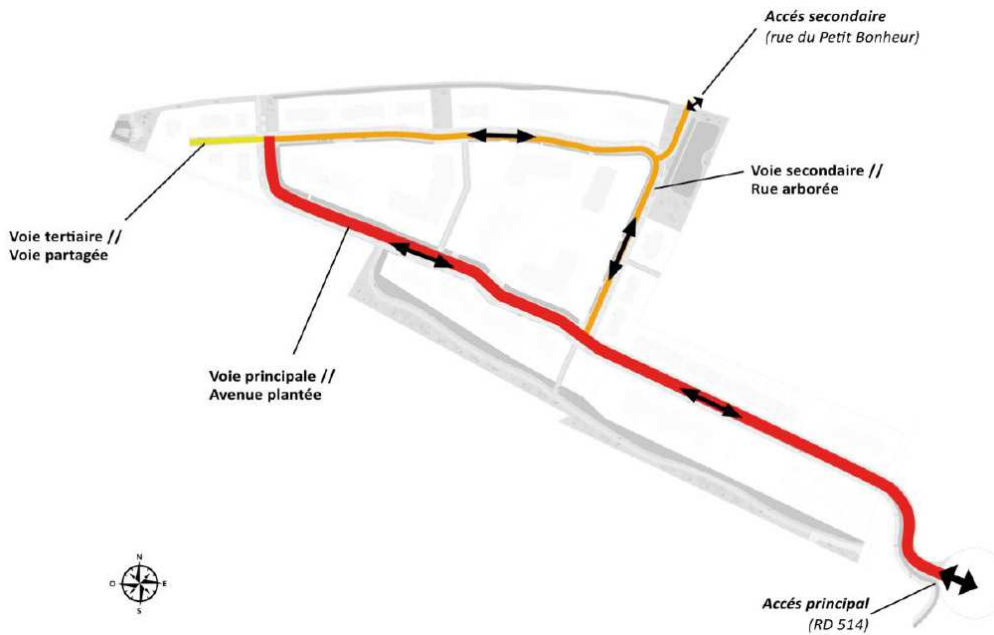 Accés secondaire
(rue du Petit Bonheur)
Voie secondaire //
Rue arborée
Voie tertiaire //
Voie partagée
Voie principale //
Avenue plantée
N
O
E
S
Accés principal
(RD 514)